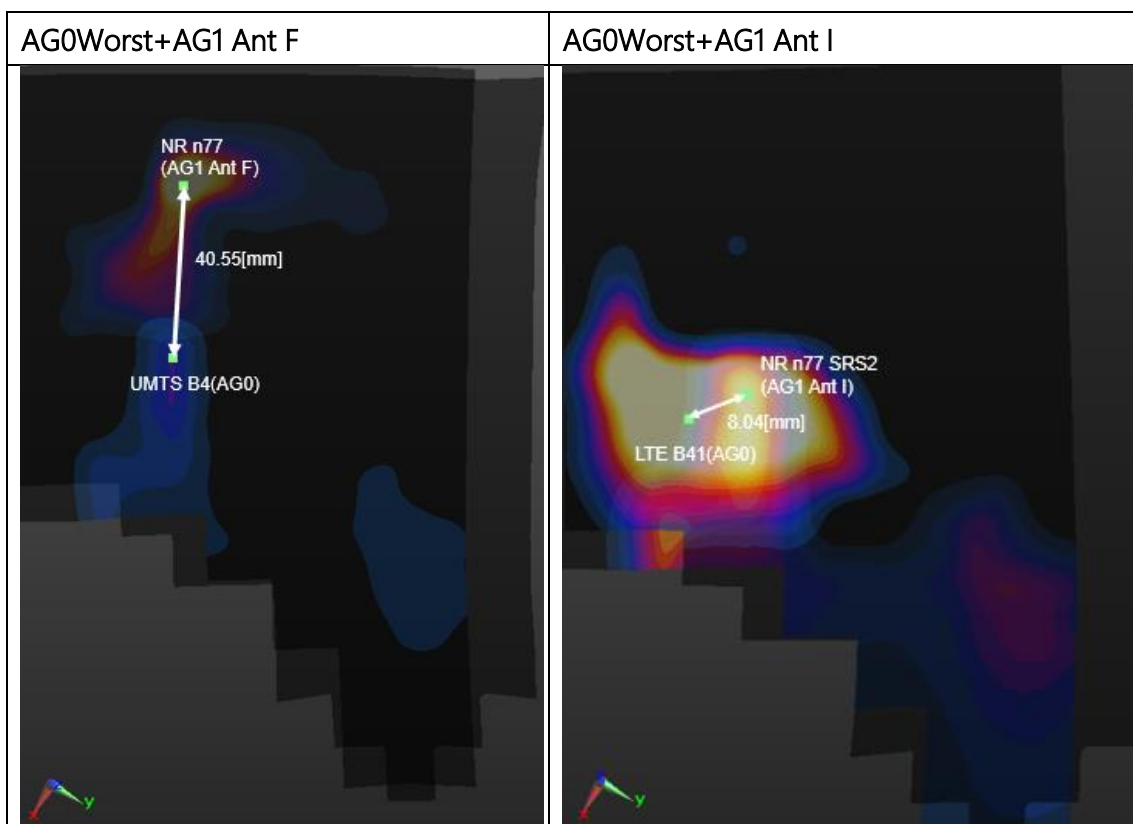 AG0Worst+AG1 Ant F
AG0Worst+AG1 Ant I
NR n77
(AG1 Ant F)
40.55[mm]
UMTS B4(AG0)
x
y
NR n77 SRS2
(AG1 Ant I)
8.04[mm]
LTE B41(AG0)
x
y